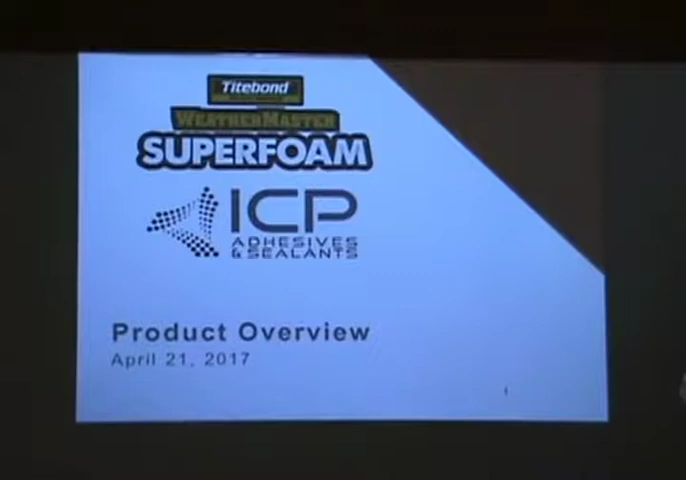 Titebond
WEATHERMASTER
SUPERFOAM
ICP
ADHESIVES
& SEALANTS
Product Overview
April 21, 2017